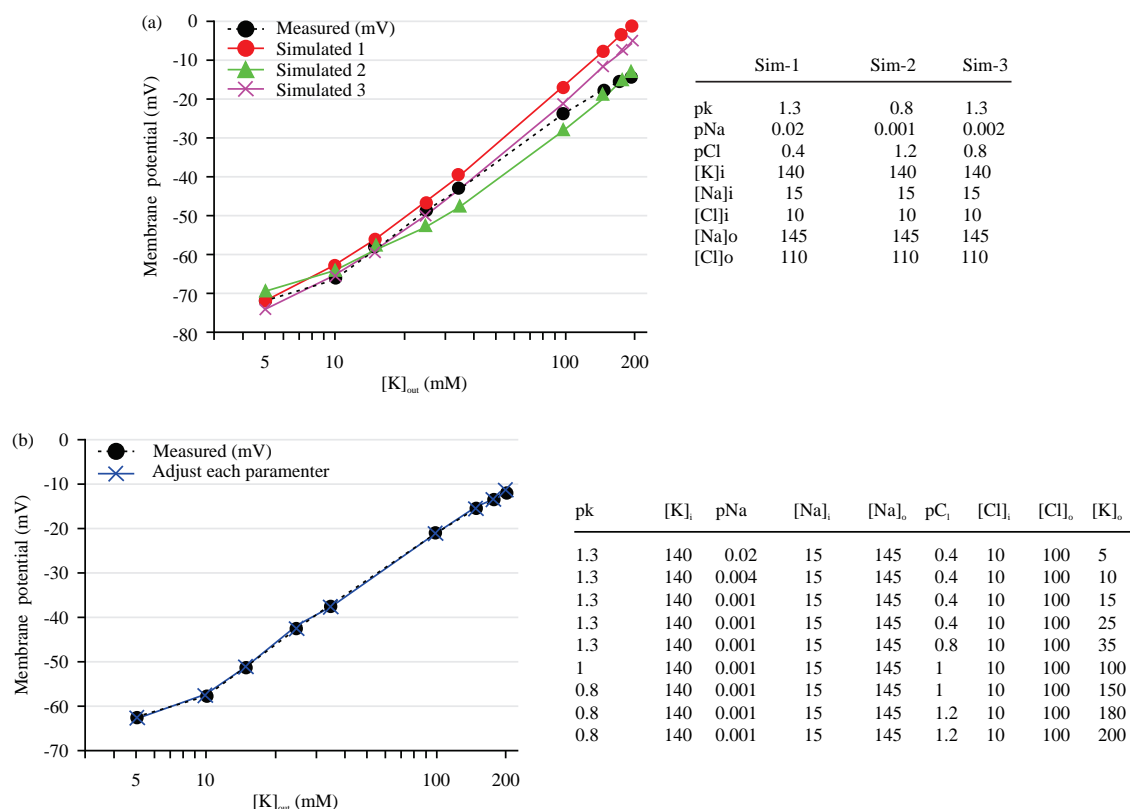 (a)
Measured (mV)
Simulated 1
Simulated 2
Simulated 3
0
-10
-20
-30
-40
-50
-60
-70
-80
Membrane potential (mV)
5 10 100 200
[K]out (mM)
Sim-1 Sim-2 Sim-3
pk 1.3 0.8 1.3
pNa 0.02 0.001 0.002
pCl 0.4 1.2 0.8
[K]i 140 140 140
[Na]i 15 15 15
[Cl]i 10 10 10
[Na]o 145 145 145
[Cl]o 110 110 110
(b)
Measured (mV)
Adjust each paramenter
0
-10
-20
-30
-40
-50
-60
-70
Membrane potential (mV)
5 10 100 200
[K]out (mM)
pk [K]i pNa [Na]i [Na]o pCl [Cl]i [Cl]o [K]o
1.3 140 0.02 15 145 0.4 10 100 5
1.3 140 0.004 15 145 0.4 10 100 10
1.3 140 0.001 15 145 0.4 10 100 15
1.3 140 0.001 15 145 0.4 10 100 25
1.3 140 0.001 15 145 0.8 10 100 35
1 140 0.001 15 145 1 10 100 100
0.8 140 0.001 15 145 1 10 100 150
0.8 140 0.001 15 145 1.2 10 100 180
0.8 140 0.001 15 145 1.2 10 100 200